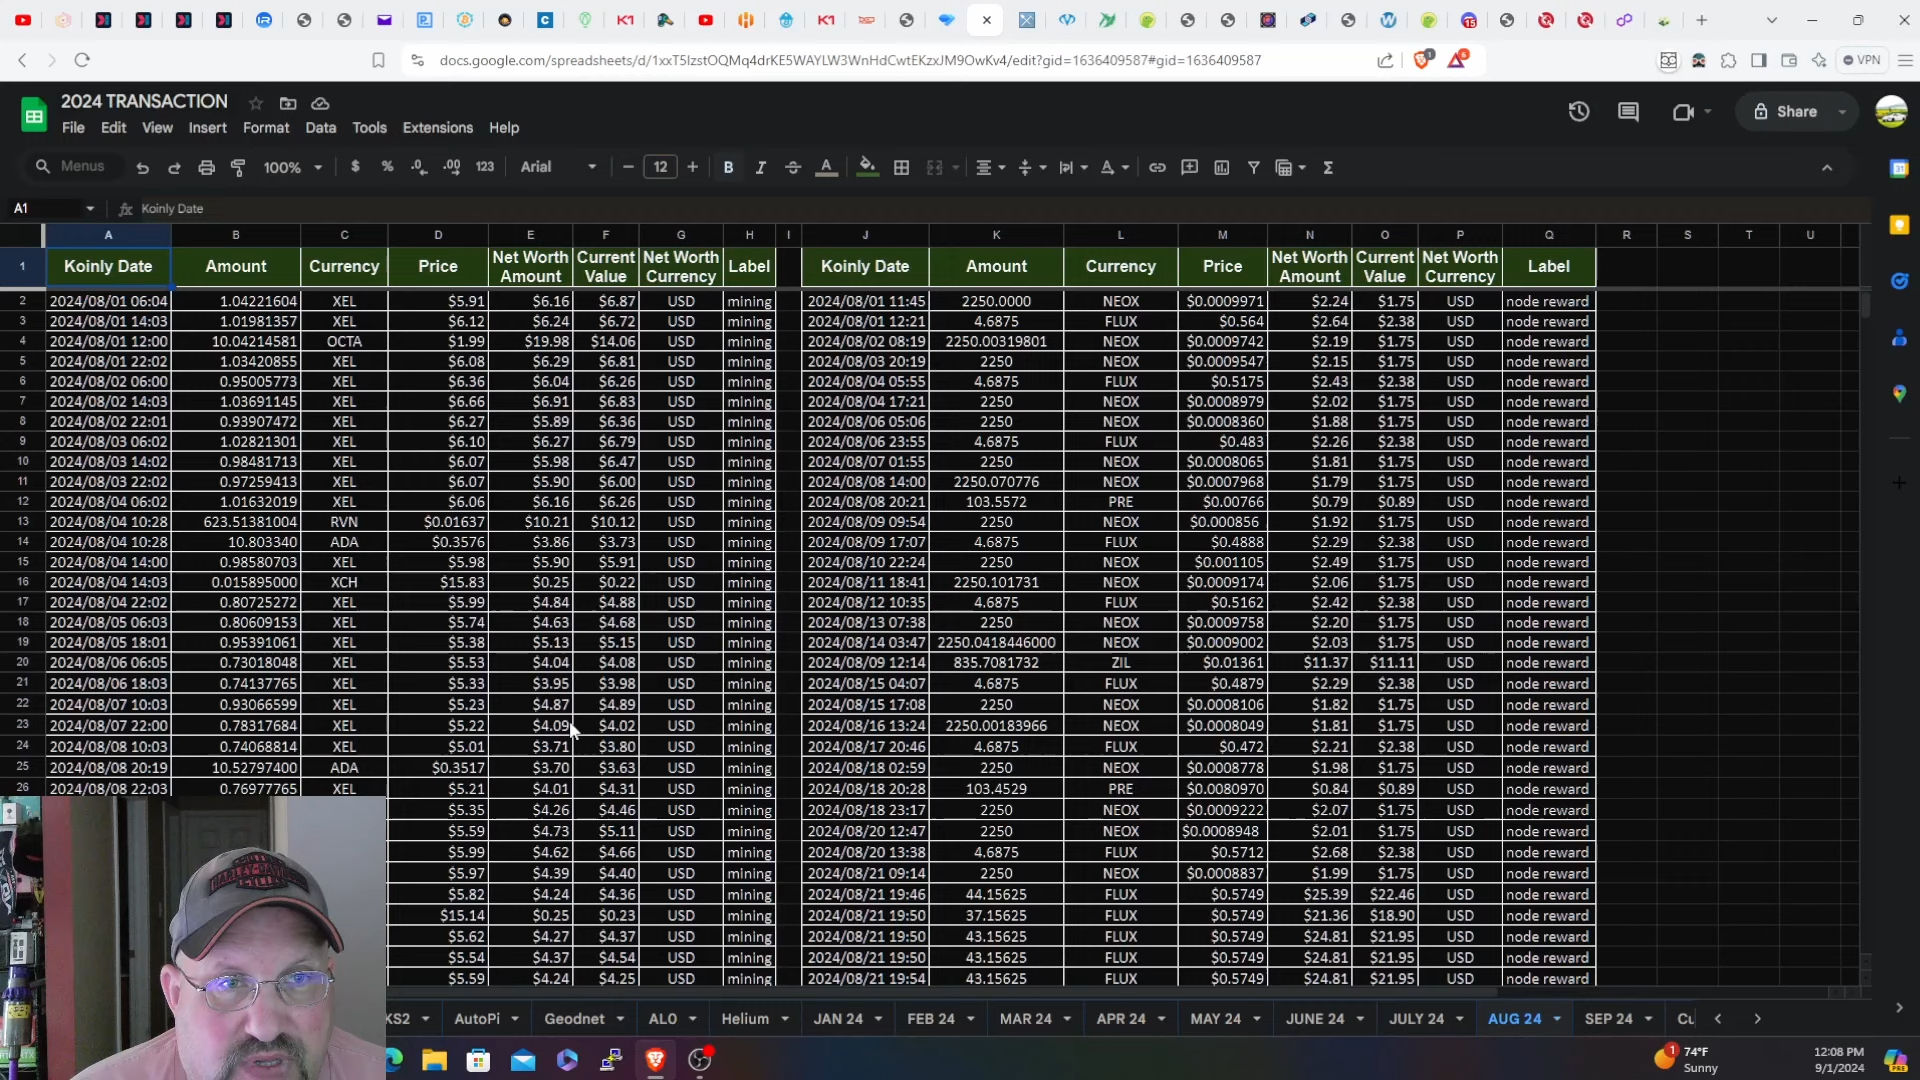 docs.google.com/spreadsheets/d/1xxT5IzstOQMq4drKE5WAYLW3WnHdCwtEKzxJM9OwKv4/edit?gid=1636409587#gid=1636409587
VPN
2024 TRANSACTION
File Edit View Insert Format Data Tools Extensions Help
Share
Menus 100% $ % .0 .00 123 Arial 12 B I A
A1 fx Koinly Date
A B C D E F G H I J K L M N O P Q R S T U
1 Koinly Date Amount Currency Price Net Worth Amount Current Value Net Worth Currency Label Koinly Date Amount Currency Price Net Worth Amount Current Value Net Worth Currency Label
2 2024/08/01 06:04 1.04221604 XEL $5.91 $6.16 $6.87 USD mining 2024/08/01 11:45 2250.0000 NEOX $0.0009971 $2.24 $1.75 USD node reward
3 2024/08/01 14:03 1.01981357 XEL $6.12 $6.24 $6.72 USD mining 2024/08/01 12:21 4.6875 FLUX $0.564 $2.64 $2.38 USD node reward
4 2024/08/01 12:00 10.04214581 OCTA $1.99 $19.98 $14.06 USD mining 2024/08/02 08:19 2250.00319801 NEOX $0.0009742 $2.19 $1.75 USD node reward
5 2024/08/01 22:02 1.03420855 XEL $6.08 $6.29 $6.81 USD mining 2024/08/03 20:19 2250 NEOX $0.0009547 $2.15 $1.75 USD node reward
6 2024/08/02 06:00 0.95005773 XEL $6.36 $6.04 $6.26 USD mining 2024/08/04 05:55 4.6875 FLUX $0.5175 $2.43 $2.38 USD node reward
7 2024/08/02 14:03 1.03691145 XEL $6.66 $6.91 $6.83 USD mining 2024/08/04 17:21 2250 NEOX $0.0008979 $2.02 $1.75 USD node reward
8 2024/08/02 22:01 0.93907472 XEL $6.27 $5.89 $6.36 USD mining 2024/08/06 05:06 2250 NEOX $0.0008360 $1.88 $1.75 USD node reward
9 2024/08/03 06:02 1.02821301 XEL $6.10 $6.27 $6.79 USD mining 2024/08/06 23:55 4.6875 FLUX $0.483 $2.26 $2.38 USD node reward
10 2024/08/03 14:02 0.98481713 XEL $6.07 $5.98 $6.47 USD mining 2024/08/07 01:55 2250 NEOX $0.0008065 $1.81 $1.75 USD node reward
11 2024/08/03 22:02 0.97259413 XEL $6.07 $5.90 $6.00 USD mining 2024/08/08 14:00 2250.070776 NEOX $0.0007968 $1.79 $1.75 USD node reward
12 2024/08/04 06:02 1.01632019 XEL $6.06 $6.16 $6.26 USD mining 2024/08/08 20:21 103.5572 PRE $0.00766 $0.79 $0.89 USD node reward
13 2024/08/04 10:28 623.51381004 RVN $0.01637 $10.21 $10.12 USD mining 2024/08/09 09:54 2250 NEOX $0.000856 $1.92 $1.75 USD node reward
14 2024/08/04 10:28 10.803340 ADA $0.3576 $3.86 $3.73 USD mining 2024/08/09 17:07 4.6875 FLUX $0.4888 $2.29 $2.38 USD node reward
15 2024/08/04 14:00 0.98580703 XEL $5.98 $5.90 $5.91 USD mining 2024/08/10 22:24 2250 NEOX $0.001105 $2.49 $1.75 USD node reward
16 2024/08/04 14:03 0.015895000 XCH $15.83 $0.25 $0.22 USD mining 2024/08/11 18:41 2250.101731 NEOX $0.0009174 $2.06 $1.75 USD node reward
17 2024/08/04 22:02 0.80725272 XEL $5.99 $4.84 $4.88 USD mining 2024/08/12 10:35 4.6875 FLUX $0.5162 $2.42 $2.38 USD node reward
18 2024/08/05 06:03 0.80609153 XEL $5.74 $4.63 $4.68 USD mining 2024/08/13 07:38 2250 NEOX $0.0009758 $2.20 $1.75 USD node reward
19 2024/08/05 18:01 0.95391061 XEL $5.38 $5.13 $5.15 USD mining 2024/08/14 03:47 2250.0418446000 NEOX $0.0009002 $2.03 $1.75 USD node reward
20 2024/08/06 06:05 0.73018048 XEL $5.53 $4.04 $4.08 USD mining 2024/08/09 12:14 835.7081732 ZIL $0.01361 $11.37 $11.11 USD node reward
21 2024/08/06 18:03 0.74137765 XEL $5.33 $3.95 $3.98 USD mining 2024/08/15 04:07 4.6875 FLUX $0.4879 $2.29 $2.38 USD node reward
22 2024/08/07 10:03 0.93066599 XEL $5.23 $4.87 $4.89 USD mining 2024/08/15 17:08 2250 NEOX $0.0008106 $1.82 $1.75 USD node reward
23 2024/08/07 22:00 0.78317684 XEL $5.22 $4.09 $4.02 USD mining 2024/08/16 13:24 2250.00183966 NEOX $0.0008049 $1.81 $1.75 USD node reward
24 2024/08/08 10:03 0.74068814 XEL $5.01 $3.71 $3.80 USD mining 2024/08/17 20:46 4.6875 FLUX $0.472 $2.21 $2.38 USD node reward
25 2024/08/08 20:19 10.52797400 ADA $0.3517 $3.70 $3.63 USD mining 2024/08/18 02:59 2250 NEOX $0.0008778 $1.98 $1.75 USD node reward
26 2024/08/08 22:03 0.76977765 XEL $5.21 $4.01 $4.31 USD mining 2024/08/18 20:28 103.4529 PRE $0.0080970 $0.84 $0.89 USD node reward
$5.35 $4.26 $4.46 USD mining 2024/08/18 23:17 2250 NEOX $0.0009222 $2.07 $1.75 USD node reward
$5.59 $4.73 $5.11 USD mining 2024/08/20 12:47 2250 NEOX $0.0008948 $2.01 $1.75 USD node reward
$5.99 $4.62 $4.66 USD mining 2024/08/20 13:38 4.6875 FLUX $0.5712 $2.68 $2.38 USD node reward
$5.97 $4.39 $4.40 USD mining 2024/08/21 09:14 2250 NEOX $0.0008837 $1.99 $1.75 USD node reward
$5.82 $4.24 $4.36 USD mining 2024/08/21 19:46 44.15625 FLUX $0.5749 $25.39 $22.46 USD node reward
$15.14 $0.25 $0.23 USD mining 2024/08/21 19:50 37.15625 FLUX $0.5749 $21.36 $18.90 USD node reward
$5.62 $4.27 $4.37 USD mining 2024/08/21 19:50 43.15625 FLUX $0.5749 $24.81 $21.95 USD node reward
$5.54 $4.37 $4.54 USD mining 2024/08/21 19:50 43.15625 FLUX $0.5749 $24.81 $21.95 USD node reward
$5.59 $4.24 $4.25 USD mining 2024/08/21 19:54 43.15625 FLUX $0.5749 $24.81 $21.95 USD node reward
KS2 AutoPi Geodnet ALO Helium JAN 24 FEB 24 MAR 24 APR 24 MAY 24 JUNE 24 JULY 24 AUG 24 SEP 24 Cu
74°F
Sunny
12:08 PM
9/1/2024